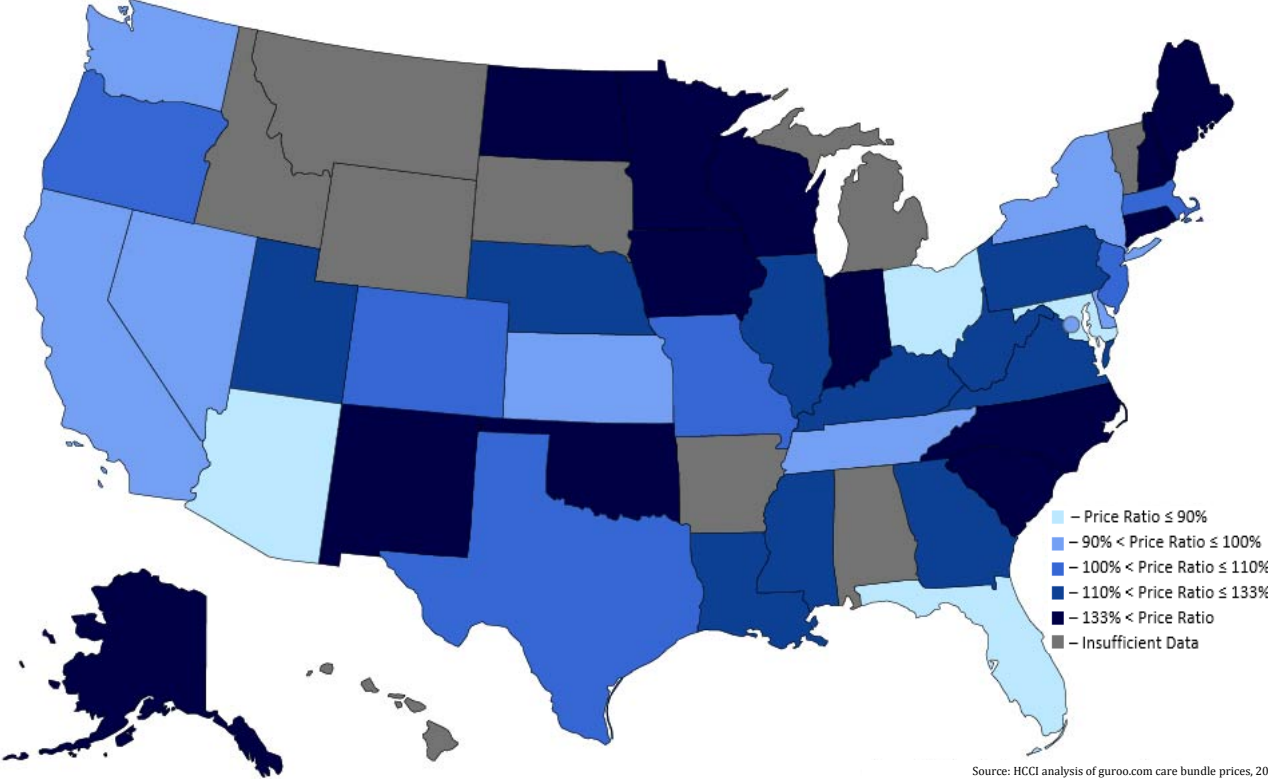 – Price Ratio ≤ 90%
– 90% < Price Ratio ≤ 100%
– 100% < Price Ratio ≤ 110%
– 110% < Price Ratio ≤ 133%
– 133% < Price Ratio
– Insufficient Data
Source: HCCI analysis of guroo.com care bundle prices, 20